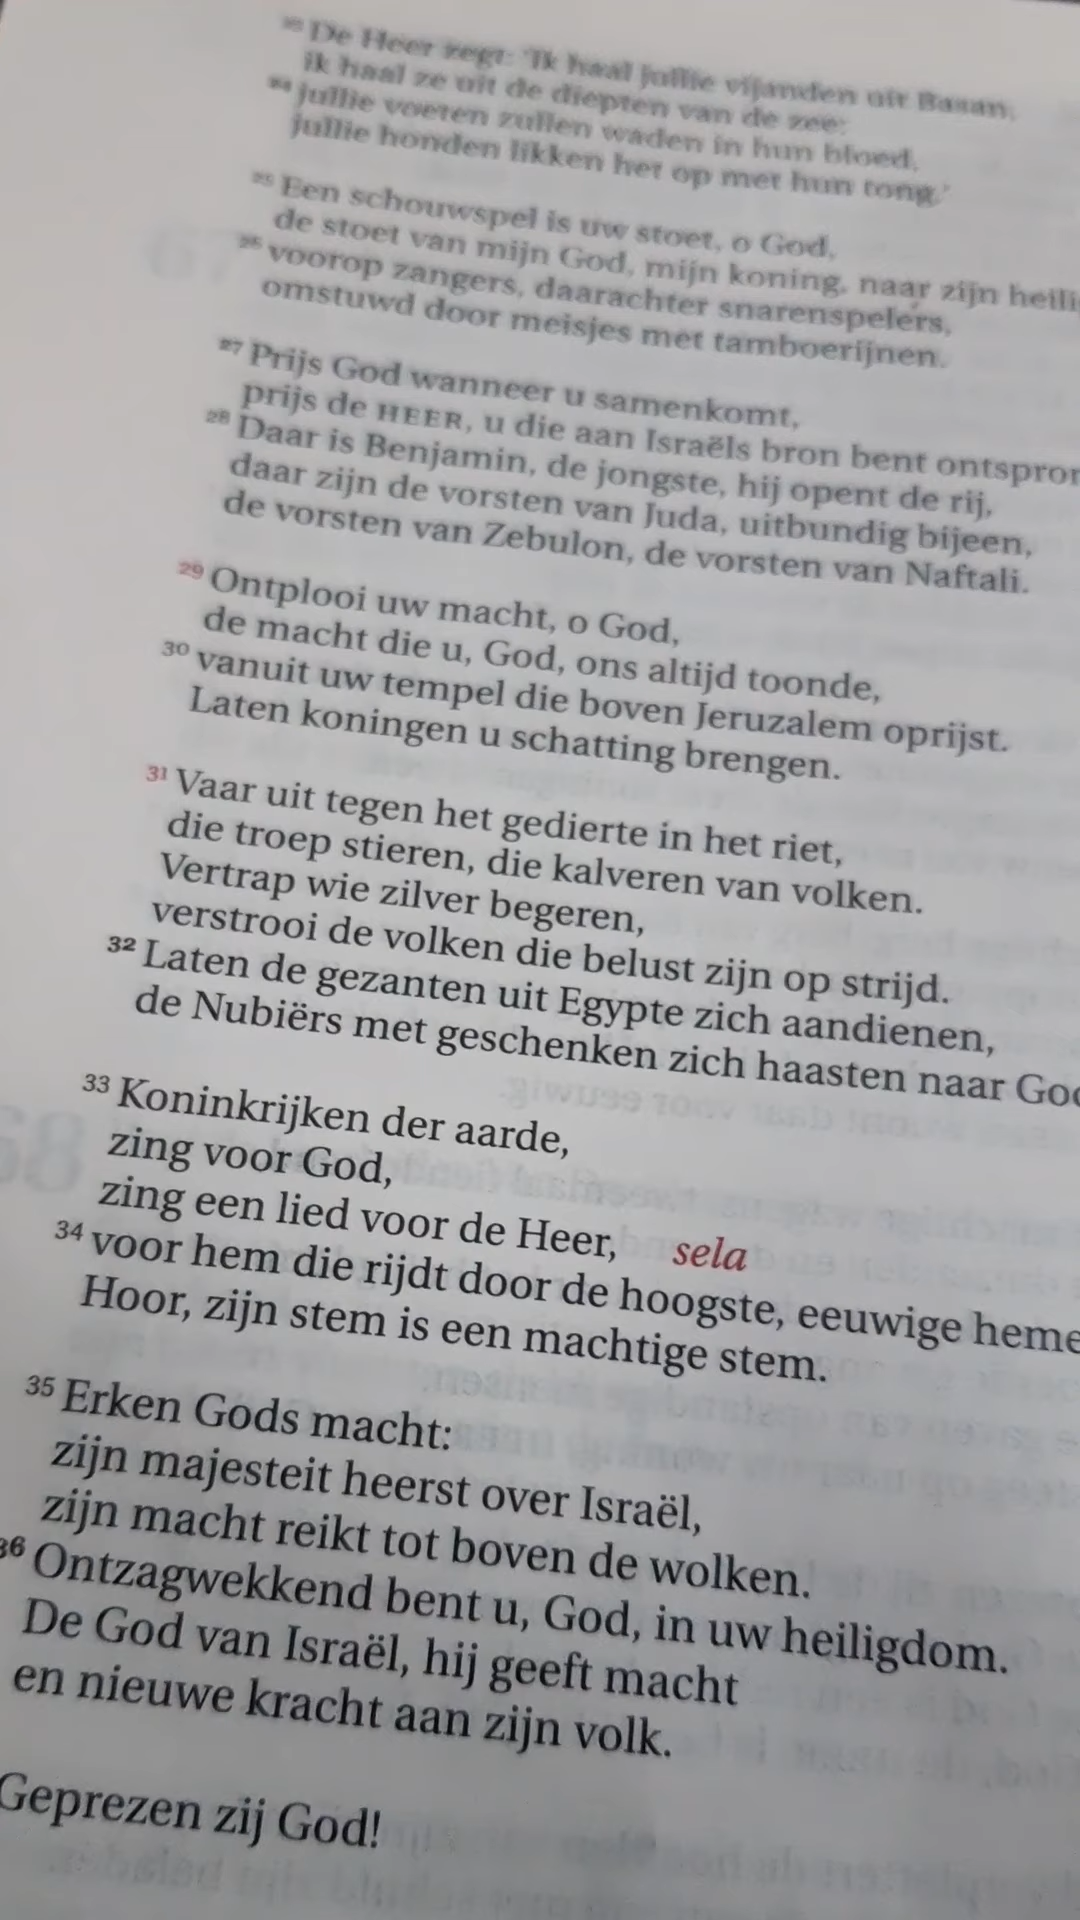 23 De Heer zegt: 'Ik haal jullie vijanden uit Basan,
ik haal ze uit de diepten van de zee:
24 jullie voeten zullen waden in hun bloed,
jullie honden likken het op met hun tong.'
25 Een schouwspel is uw stoet, o God,
de stoet van mijn God, mijn koning, naar zijn
26 voorop zangers, daarachter snarenspelers,
omstuwd door meisjes met tamboerijnen.
27 Prijs God wanneer u samenkomt,
prijs de HEER, u die aan Israëls bron bent
28 Daar is Benjamin, de jongste, hij opent de rij,
daar zijn de vorsten van Juda, uitbundig bijeen,
de vorsten van Zebulon, de vorsten van Naftali.
29 Ontplooi uw macht, o God,
de macht die u, God, ons altijd toonde,
30 vanuit uw tempel die boven Jeruzalem oprijst.
Laten koningen u schatting brengen.
31 Vaar uit tegen het gedierte in het riet,
die troep stieren, die kalveren van volken.
Vertrap wie zilver begeren,
verstrooi de volken die belust zijn op strijd.
32 Laten de gezanten uit Egypte zich aandienen,
de Nubiërs met geschenken zich haasten naar
33 Koninkrijken der aarde,
zing voor God,
zing een lied voor de Heer, sela
34 voor hem die rijdt door de hoogste, eeuwige
Hoor, zijn stem is een machtige stem.
35 Erken Gods macht:
zijn majesteit heerst over Israël,
zijn macht reikt tot boven de wolken.
36 Ontzagwekkend bent u, God, in uw heiligdom.
De God van Israël, hij geeft macht
en nieuwe kracht aan zijn volk.
Geprezen zij God!